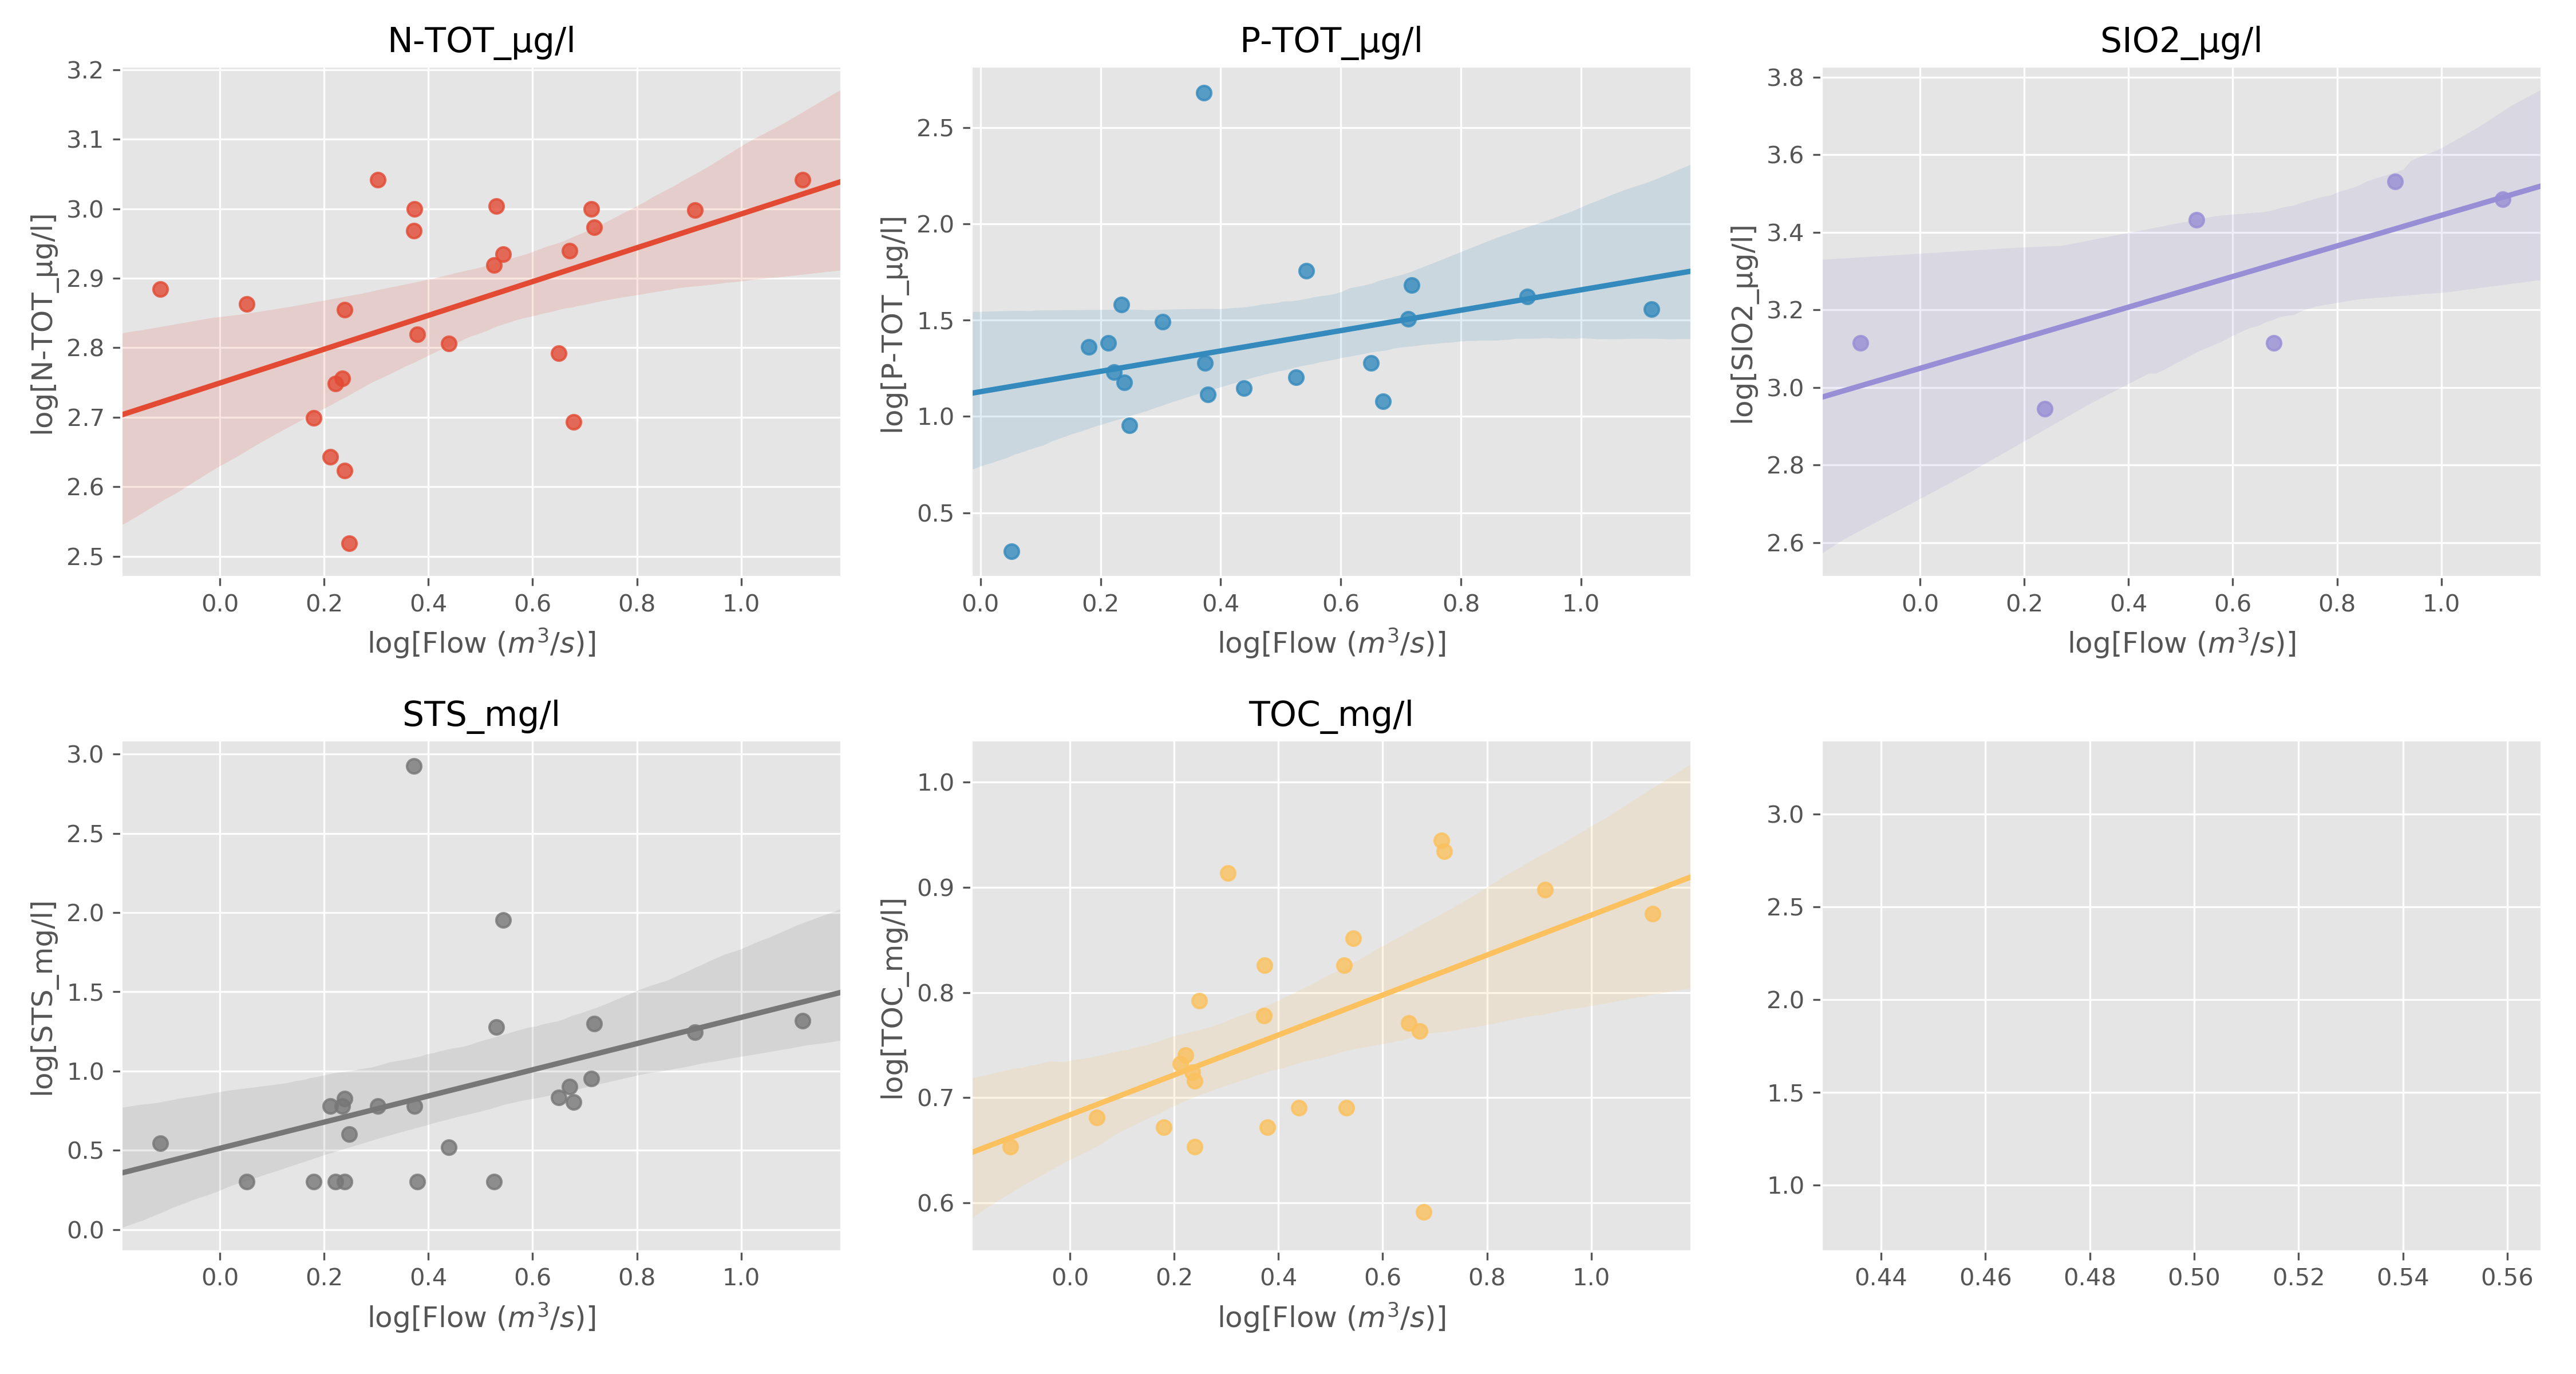 N-TOT_µg/l
3.2
3.1
3.0
2.9
2.8
2.7
2.6
2.5
log[N-TOT_µg/l]
0.0 0.2 0.4 0.6 0.8 1.0
log[Flow (m³/s)]
P-TOT_µg/l
2.5
2.0
1.5
1.0
0.5
log[P-TOT_µg/l]
0.0 0.2 0.4 0.6 0.8 1.0
log[Flow (m³/s)]
SIO2_µg/l
3.8
3.6
3.4
3.2
3.0
2.8
2.6
log[SIO2_µg/l]
0.0 0.2 0.4 0.6 0.8 1.0
log[Flow (m³/s)]
STS_mg/l
3.0
2.5
2.0
1.5
1.0
0.5
0.0
log[STS_mg/l]
0.0 0.2 0.4 0.6 0.8 1.0
log[Flow (m³/s)]
TOC_mg/l
1.0
0.9
0.8
0.7
0.6
log[TOC_mg/l]
0.0 0.2 0.4 0.6 0.8 1.0
log[Flow (m³/s)]
3.0
2.5
2.0
1.5
1.0
0.44 0.46 0.48 0.50 0.52 0.54 0.56